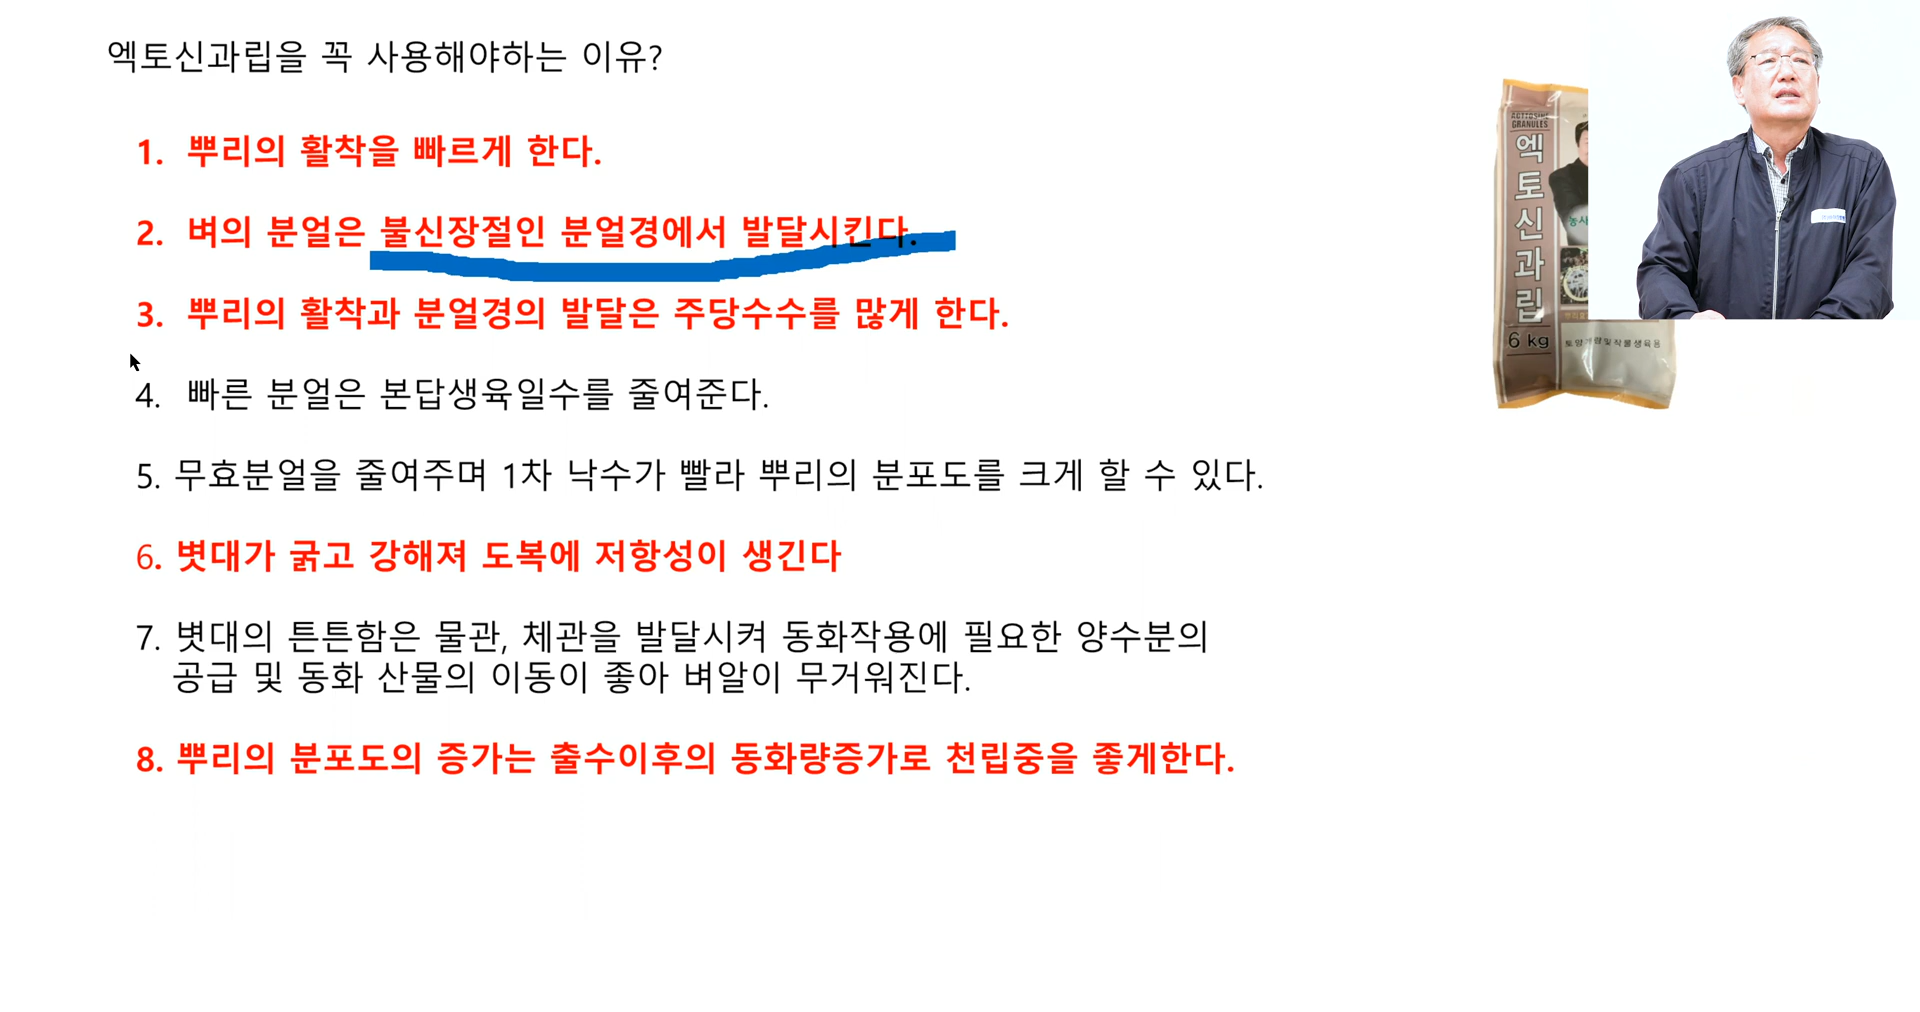 엑토신과립을 꼭 사용해야하는 이유?
1. 뿌리의 활착을 빠르게 한다.
2. 벼의 분얼은 불신장절인 분얼경에서 발달시킨다.
3. 뿌리의 활착과 분얼경의 발달은 주당수수를 많게 한다.
4. 빠른 분얼은 본답생육일수를 줄여준다.
5. 무효분얼을 줄여주며 1차 낙수가 빨라 뿌리의 분포도를 크게 할 수 있다.
6. 볏대가 굵고 강해져 도복에 저항성이 생긴다
7. 볏대의 튼튼함은 물관, 체관을 발달시켜 동화작용에 필요한 양수분의
공급 및 동화 산물의 이동이 좋아 벼알이 무거워진다.
8. 뿌리의 분포도의 증가는 출수이후의 동화량증가로 천립중을 좋게한다.
GRANULES
엑토신과립
6 kg
농사